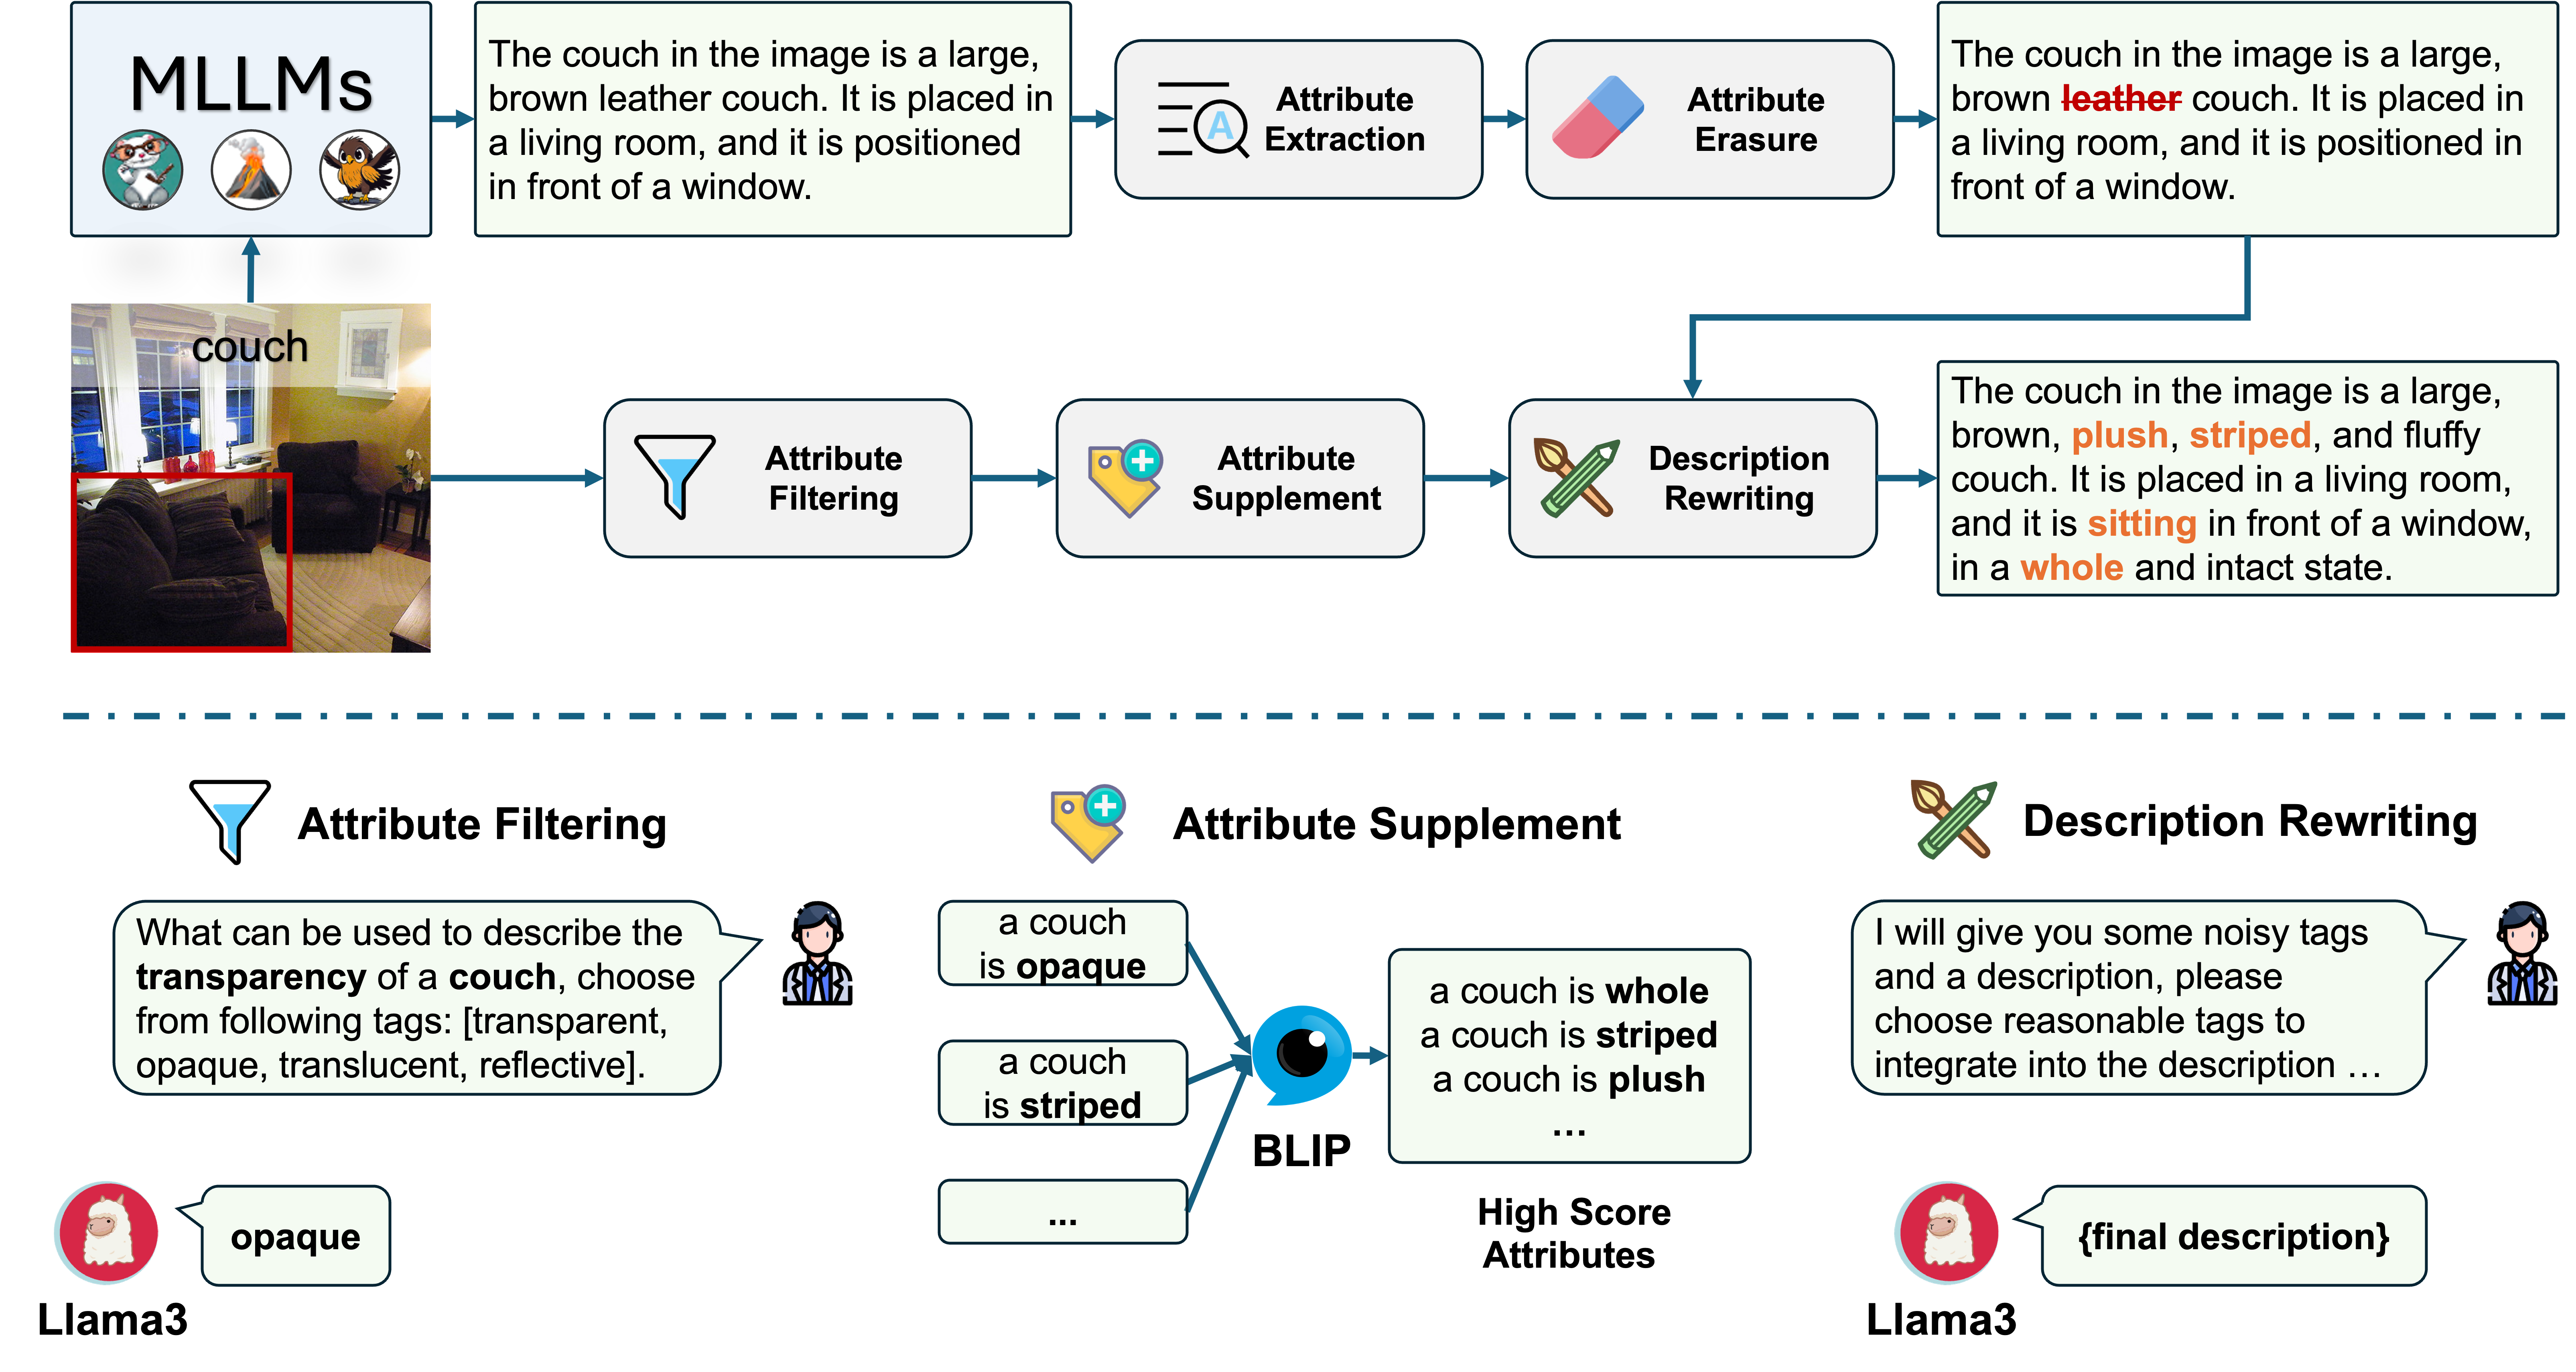 MLLMs
The couch in the image is a large,
brown leather couch. It is placed in
a living room, and it is positioned
in front of a window.
Attribute
Extraction
A
Attribute
Erasure
The couch in the image is a large,
brown leather couch. It is placed in
a living room, and it is positioned in
front of a window.
couch
Attribute
Filtering
Attribute
Supplement
Description
Rewriting
The couch in the image is a large,
brown, plush, striped, and fluffy
couch. It is placed in a living room,
and it is sitting in front of a window,
in a whole and intact state.
Attribute Filtering
What can be used to describe the
transparency of a couch, choose
from following tags: [transparent,
opaque, translucent, reflective].
opaque
Llama3
Attribute Supplement
a couch
is opaque
a couch
is striped
...
BLIP
a couch is whole
a couch is striped
a couch is plush
...
High Score
Attributes
Description Rewriting
I will give you some noisy tags
and a description, please
choose reasonable tags to
integrate into the description ...
{final description}
Llama3